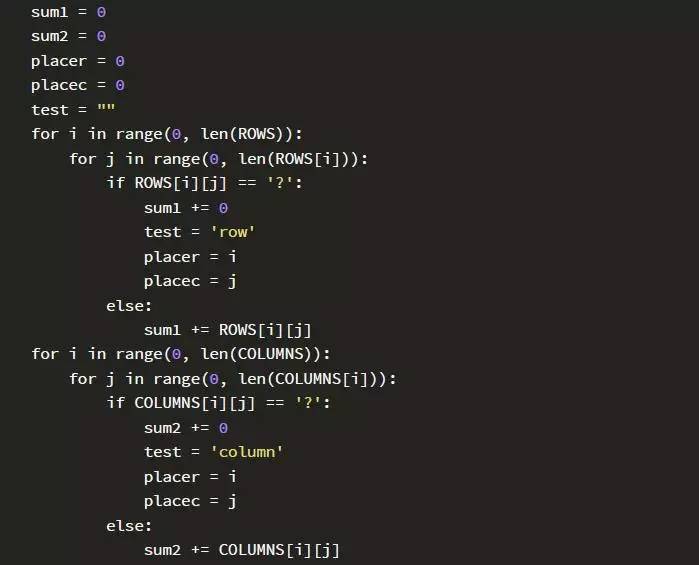 sum1 = 0
sum2 = 0
placer = 0
placec = 0
test = ""
for i in range(0, len(ROWS)):
    for j in range(0, len(ROWS[i])):
        if ROWS[i][j] == '?':
            sum1 += 0
            test = 'row'
            placer = i
            placec = j
        else:
            sum1 += ROWS[i][j]
for i in range(0, len(COLUMNS)):
    for j in range(0, len(COLUMNS[i])):
        if COLUMNS[i][j] == '?':
            sum2 += 0
            test = 'column'
            placer = i
            placec = j
        else:
            sum2 += COLUMNS[i][j]